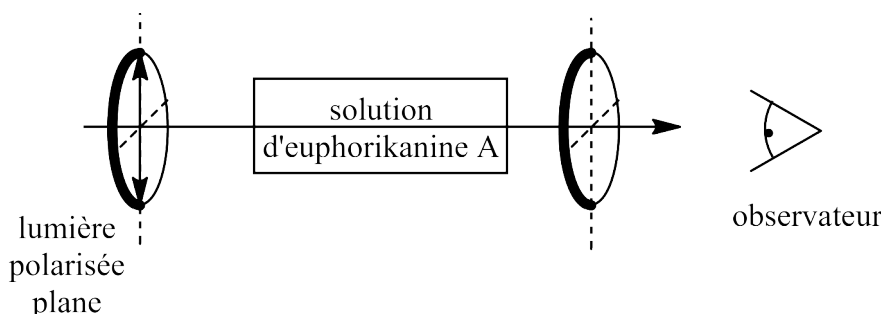 solution
d'euphorikanine A
observateur
lumière
polarisée
plane